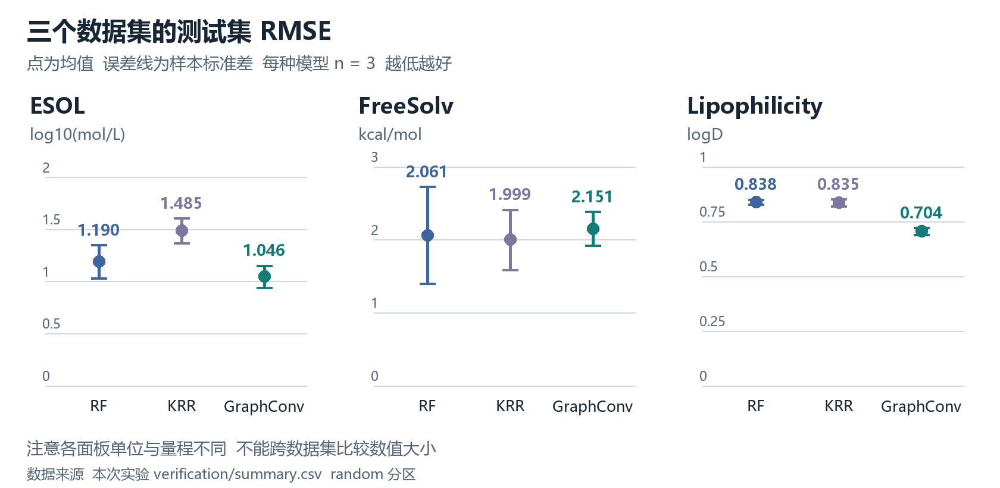 三个数据集的测试集 RMSE
点为均值 误差线为样本标准差 每种模型 n = 3 越低越好
ESOL
log10(mol/L)
2
1.5
1
0.5
0
1.190
1.485
1.046
RF
KRR
GraphConv
FreeSolv
kcal/mol
3
2
1
0
2.061
1.999
2.151
RF
KRR
GraphConv
Lipophilicity
logD
1
0.75
0.5
0.25
0
0.838
0.835
0.704
RF
KRR
GraphConv
注意各面板单位与量程不同 不能跨数据集比较数值大小
数据来源 本次实验 verification/summary.csv random 分区